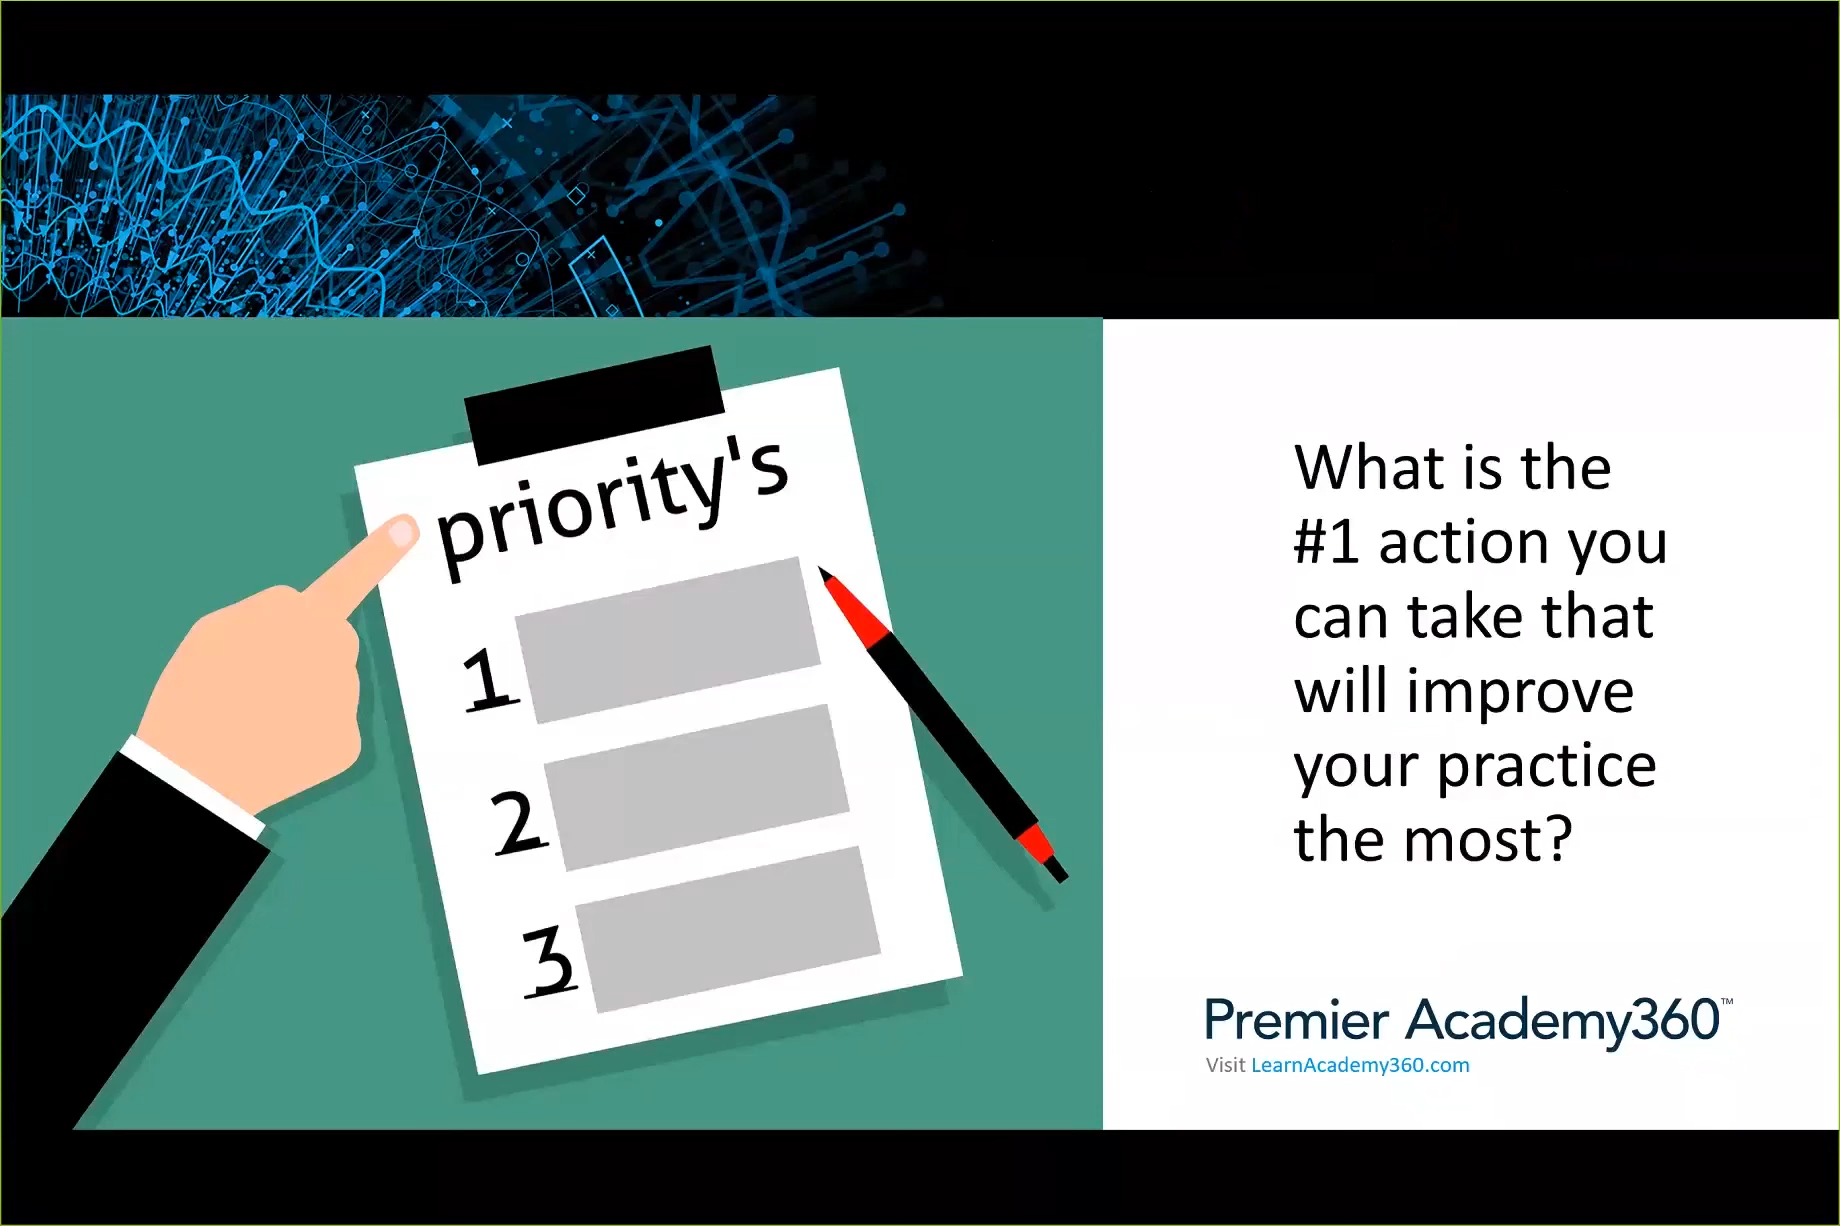 priority's
1
2
3
What is the
#1 action you
can take that
will improve
your practice
the most?
Premier Academy360™
Visit LearnAcademy360.com